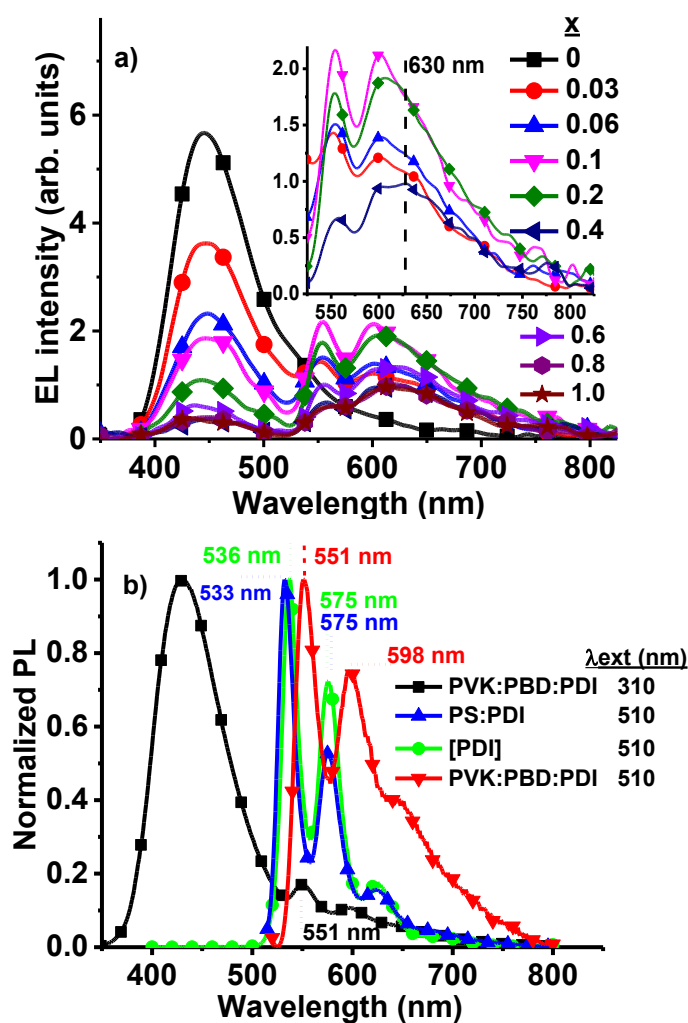 a)
EL intensity (arb. units)
6
4
2
0
400 500 600 700 800
Wavelength (nm)
x
0
0.03
0.06
0.1
0.2
0.4
0.6
0.8
1.0
630 nm
2.0
1.5
1.0
0.5
0.0
550 600 650 700 750 800
b)
Normalized PL
1.0
0.8
0.6
0.4
0.2
0.0
400 500 600 700 800
Wavelength (nm)
536 nm
533 nm
551 nm
575 nm
575 nm
598 nm
λext (nm)
PVK:PBD:PDI 310
PS:PDI 510
[PDI] 510
PVK:PBD:PDI 510
551 nm